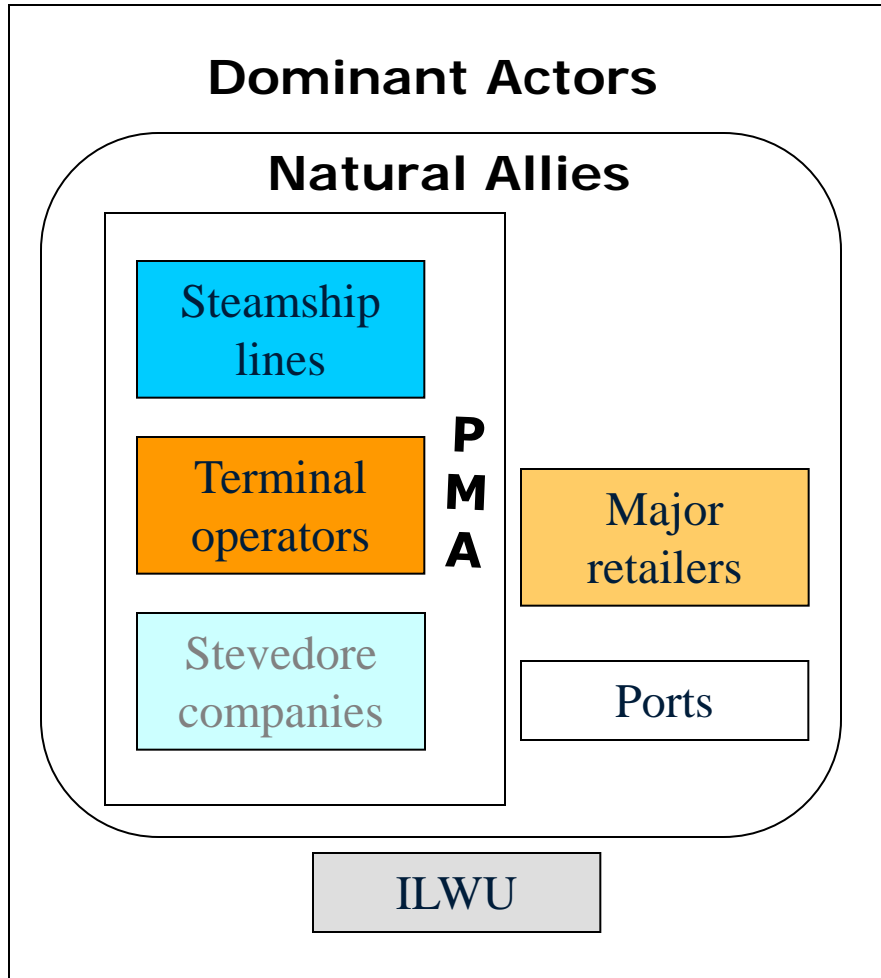 Dominant Actors
Natural Allies
Steamship
lines
Terminal
operators
Stevedore
companies
P
M
A
Major
retailers
Ports
ILWU